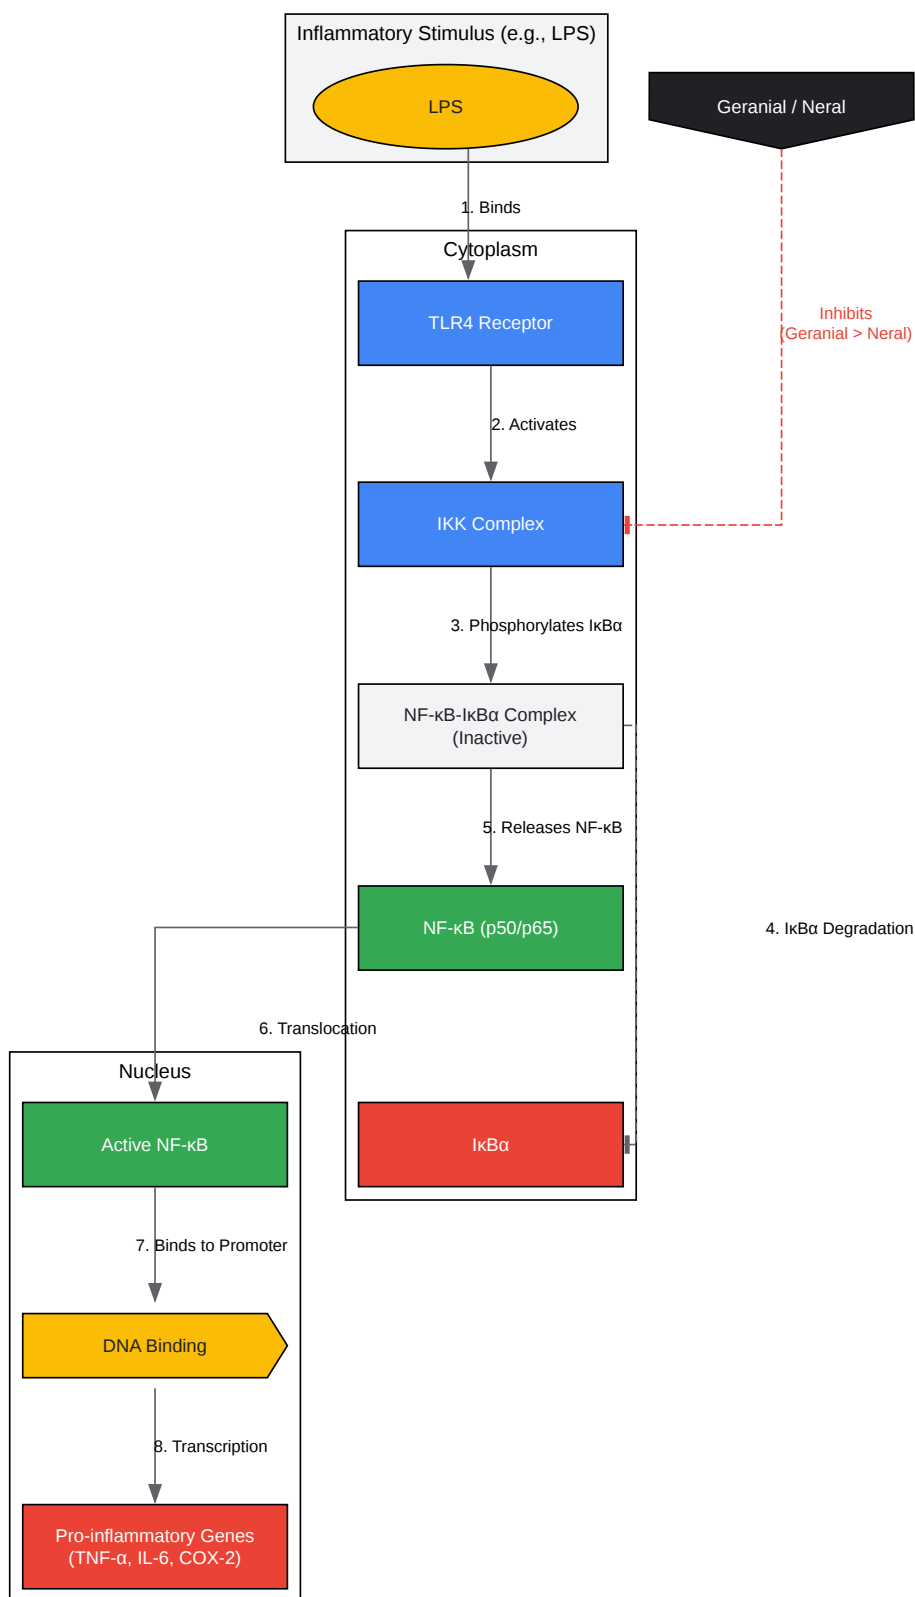 Inflammatory Stimulus (e.g., LPS)
LPS
Geranial / Neral
1. Binds
Cytoplasm
TLR4 Receptor
Inhibits
(Geranial > Neral)
2. Activates
IKK Complex
3. Phosphorylates IκBα
NF-κB-IκBα Complex
(Inactive)
5. Releases NF-κB
NF-κB (p50/p65)
4. IκBα Degradation
6. Translocation
Nucleus
Active NF-κB
IκBα
7. Binds to Promoter
DNA Binding
8. Transcription
Pro-inflammatory Genes
(TNF-α, IL-6, COX-2)